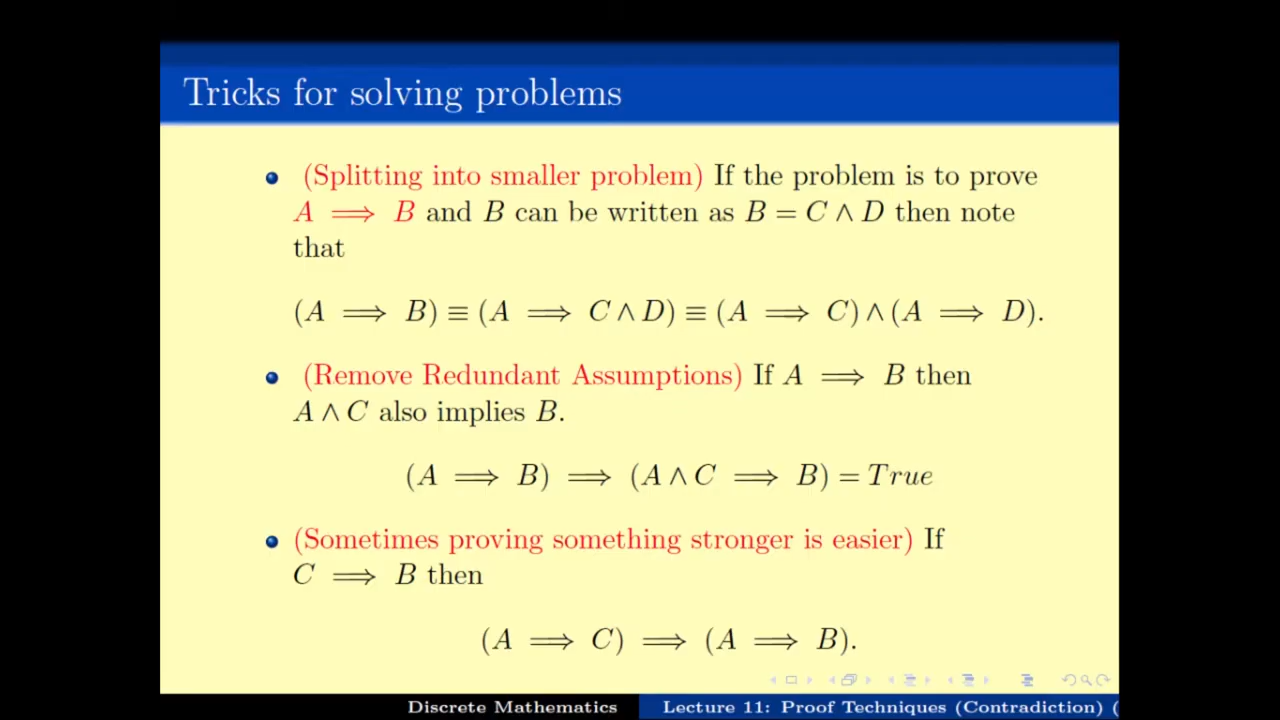 Tricks for solving problems
(Splitting into smaller problem) If the problem is to prove
A ⟹ B and B can be written as B = C ∧ D then note
that
(A ⟹ B) ≡ (A ⟹ C ∧ D) ≡ (A ⟹ C) ∧ (A ⟹ D).
(Remove Redundant Assumptions) If A ⟹ B then
A ∧ C also implies B.
(A ⟹ B) ⟹ (A ∧ C ⟹ B) = True
(Sometimes proving something stronger is easier) If
C ⟹ B then
(A ⟹ C) ⟹ (A ⟹ B).
Discrete Mathematics Lecture 11: Proof Techniques (Contradiction) (